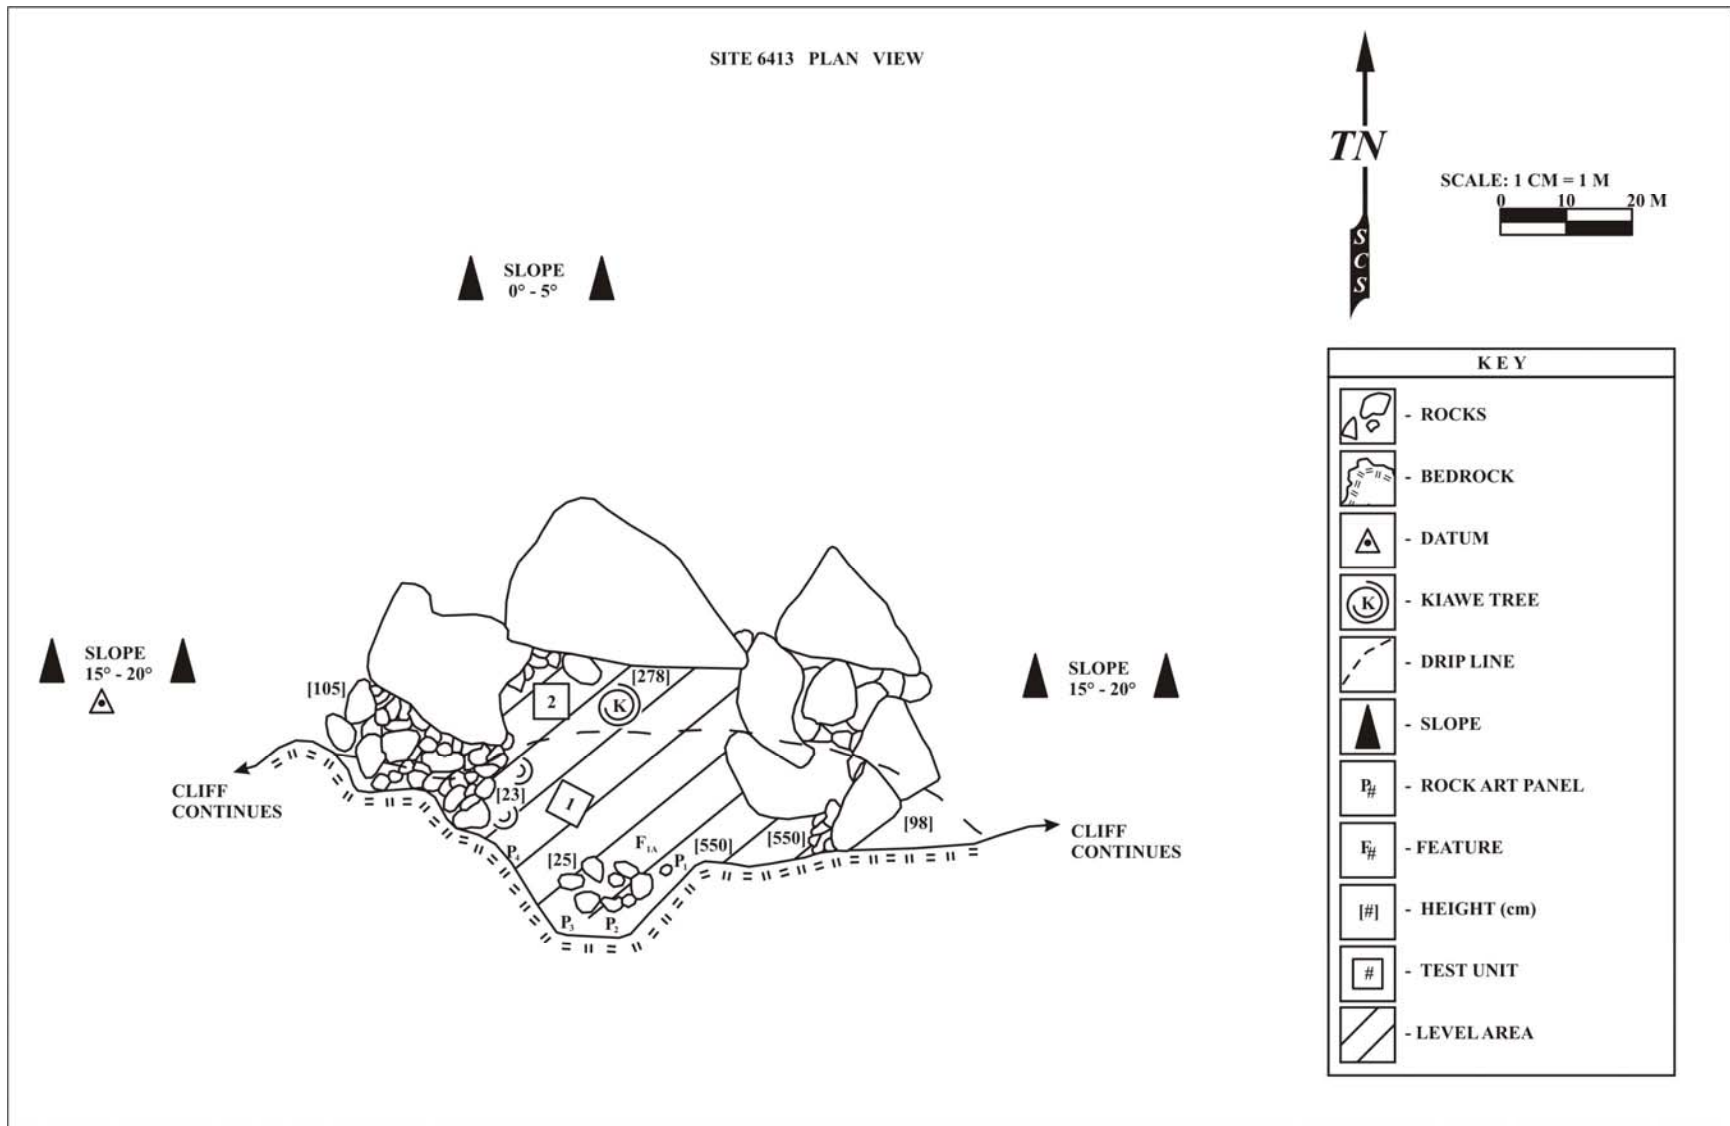 SITE 6413 PLAN VIEW
TN
SCS
SCALE: 1 CM = 1 M
0 10 20 M
SLOPE
0° - 5°
SLOPE
15° - 20°
SLOPE
15° - 20°
[105]
[278]
2
K
[23]
1
CLIFF
CONTINUES
CLIFF
CONTINUES
[98]
[550]
[550]
F1A
[25]
P1
P4
P3
P2
KEY
- ROCKS
- BEDROCK
- DATUM
K - KIAWE TREE
- DRIP LINE
- SLOPE
P# - ROCK ART PANEL
F# - FEATURE
[#] - HEIGHT (cm)
# - TEST UNIT
- LEVEL AREA